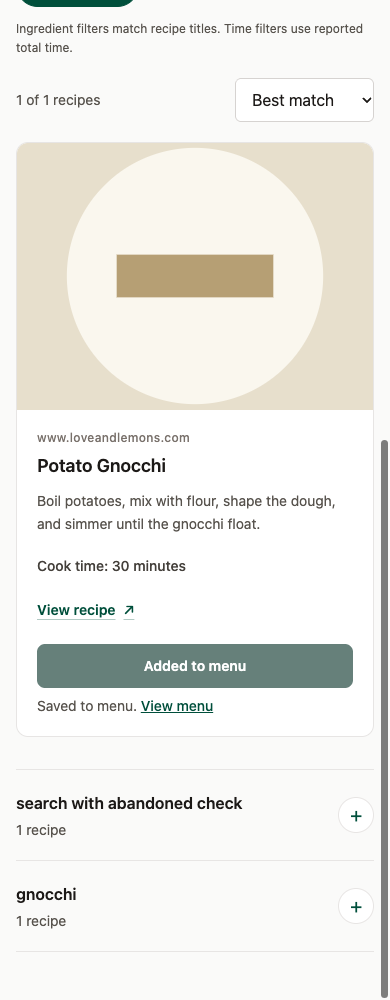 Ingredient filters match recipe titles. Time filters use reported
total time.
1 of 1 recipes
Best match
www.loveandlemons.com
Potato Gnocchi
Boil potatoes, mix with flour, shape the dough,
and simmer until the gnocchi float.
Cook time: 30 minutes
View recipe ↗
Added to menu
Saved to menu. View menu
search with abandoned check
1 recipe
+
gnocchi
1 recipe
+